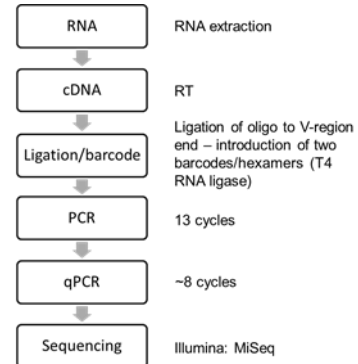 RNA
RNA extraction
cDNA
RT
Ligation/barcode
Ligation of oligo to V-region
end – introduction of two
barcodes/hexamers (T4
RNA ligase)
PCR
13 cycles
qPCR
~8 cycles
Sequencing
Illumina: MiSeq